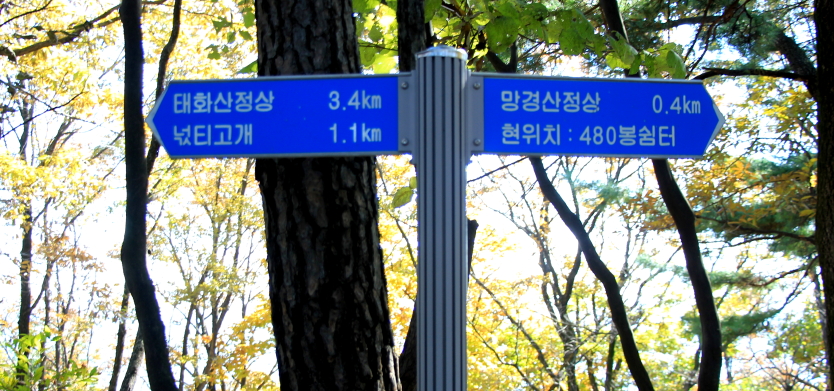 태화산정상 3.4km
넋티고개 1.1km
망경산정상 0.4km
현위치 : 480봉쉼터